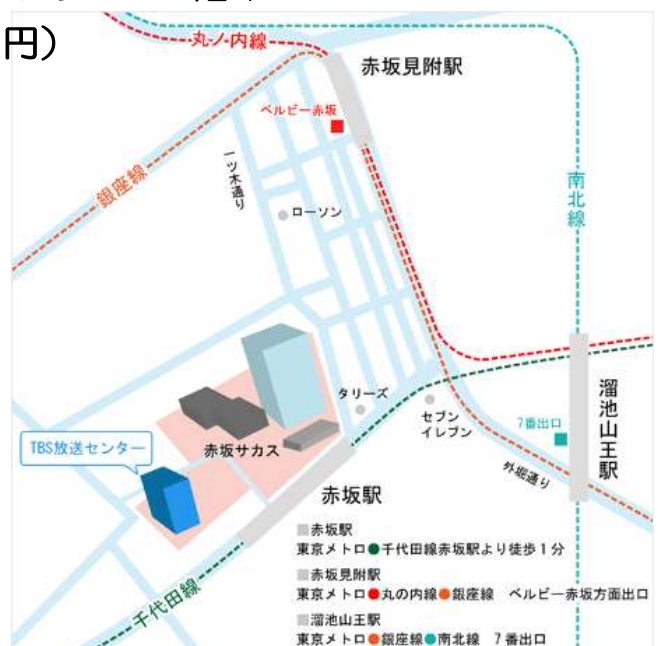 円）
丸ノ内線
赤坂見附駅
ベルビー赤坂
一ツ木通り
銀座線
南北線
ローソン
タリーズ
セブン
イレブン
7番出口
溜池山王駅
外堀通り
赤坂サカス
TBS放送センター
赤坂駅
千代田線
赤坂駅
東京メトロ●千代田線赤坂駅より徒歩1分
赤坂見附駅
東京メトロ●丸の内線●銀座線 ベルビー赤坂方面出口
溜池山王駅
東京メトロ●銀座線●南北線 7番出口